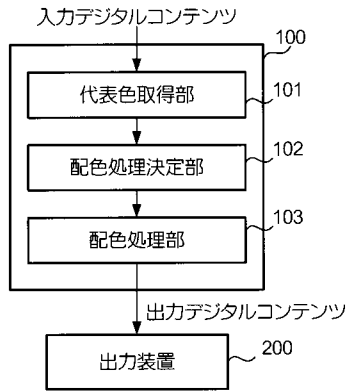 入力デジタルコンテンツ
100
代表色取得部
101
配色処理決定部
102
配色処理部
103
出力デジタルコンテンツ
出力装置
200